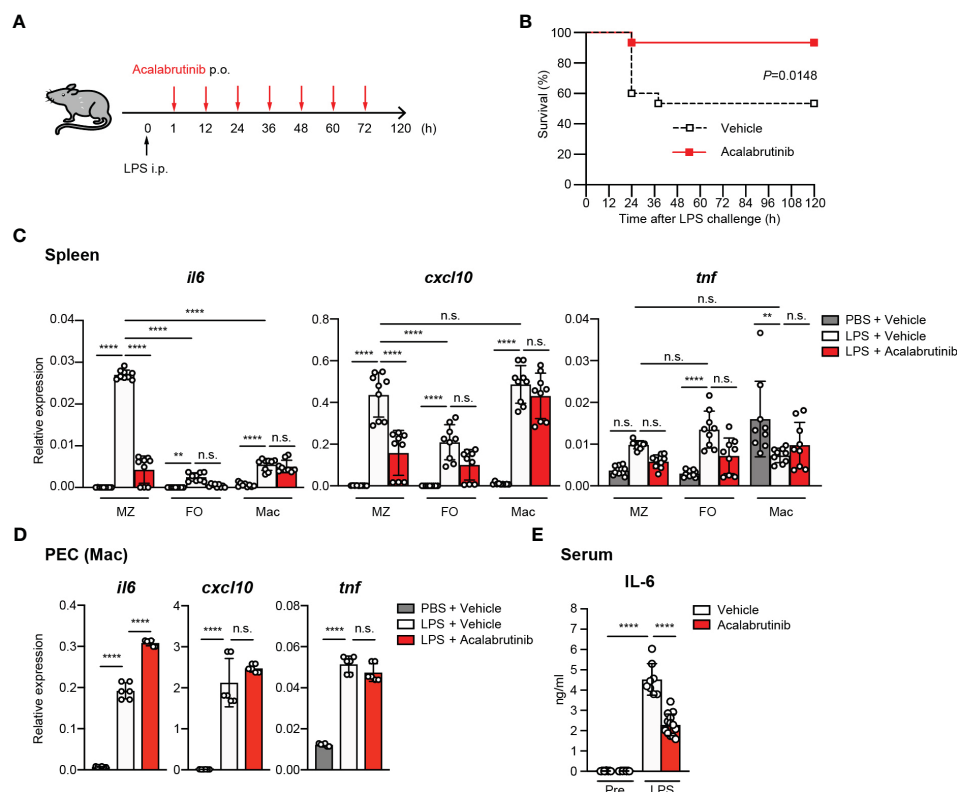 A
Acalabrutinib p.o.
0 1 12 24 36 48 60 72 120 (h)
LPS i.p.
B
Survival (%)
100
80
60
40
20
0
P=0.0148
Vehicle
Acalabrutinib
0 12 24 36 48 60 72 84 96 108 120
Time after LPS challenge (h)
C
Spleen
Relative expression
il6
0.04
0.03
0.02
0.01
0.00
****
****
**** ****
**
n.s.
**** n.s.
MZ FO Mac
cxcl10
0.8
0.6
0.4
0.2
0.0
n.s.
****
**** ****
**** n.s.
**** n.s.
MZ FO Mac
tnf
0.04
0.03
0.02
0.01
0.00
n.s.
n.s.
n.s. n.s.
**** n.s.
** n.s.
MZ FO Mac
PBS + Vehicle
LPS + Vehicle
LPS + Acalabrutinib
D
PEC (Mac)
Relative expression
il6
0.4
0.3
0.2
0.1
0.0
****
****
cxcl10
4
3
2
1
0
**** n.s.
tnf
0.08
0.06
0.04
0.02
0.00
**** n.s.
PBS + Vehicle
LPS + Vehicle
LPS + Acalabrutinib
E
Serum
IL-6
ng/ml
9
8
7
6
5
4
3
2
1
0
**** ****
Pre LPS
Vehicle
Acalabrutinib